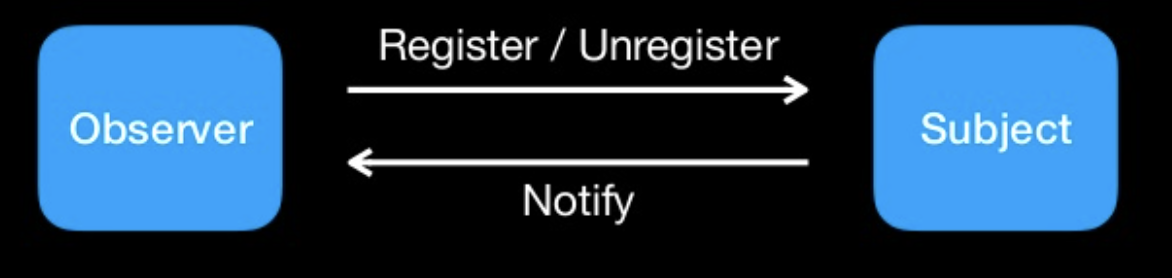 Register / Unregister
Observer
Subject
Notify